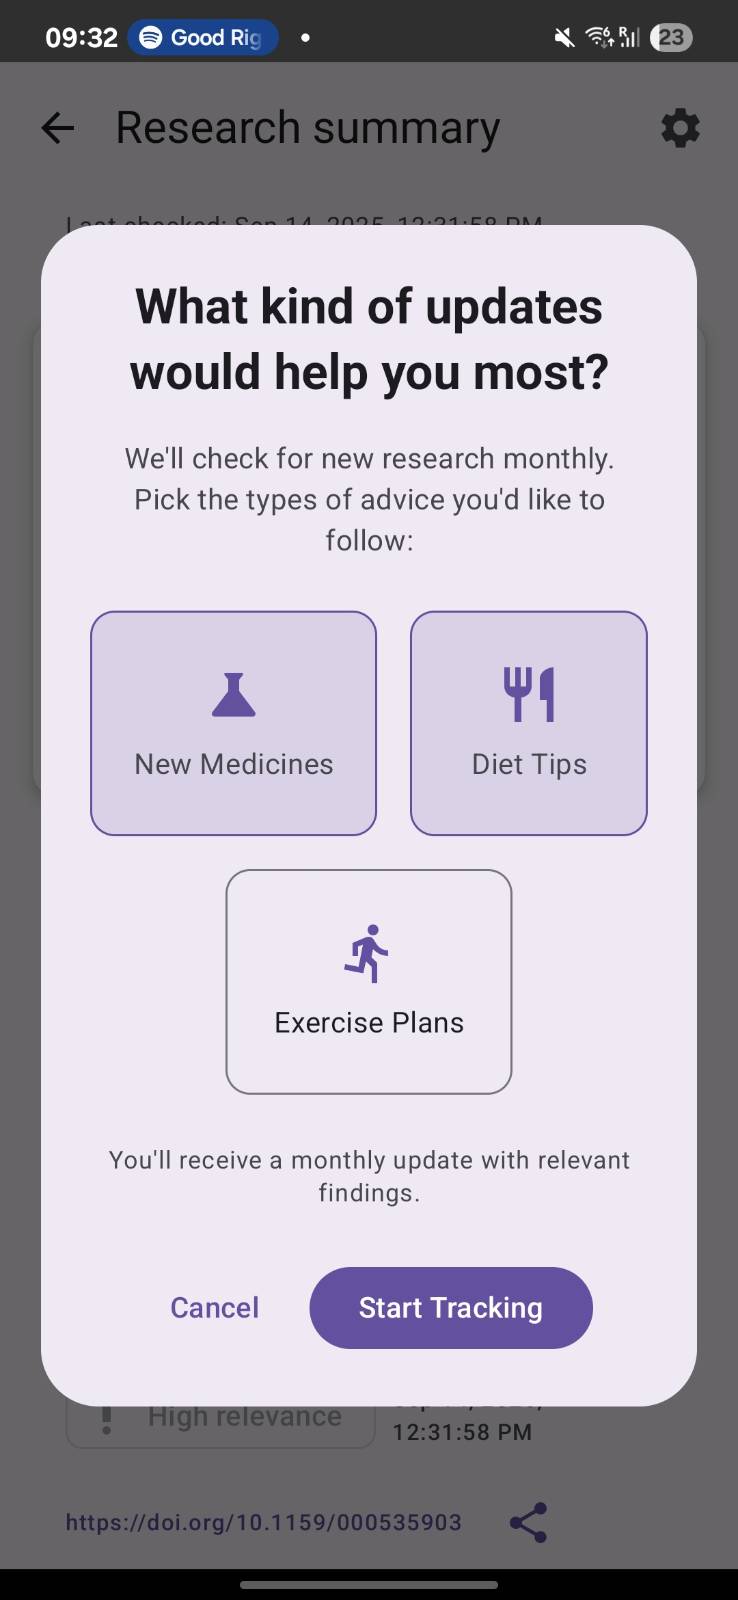 09:32 Good Rig 23
Research summary
Last checked: Sep 14, 2025, 12:31:58 PM
What kind of updates
would help you most?
We'll check for new research monthly.
Pick the types of advice you'd like to
follow:
New Medicines
Diet Tips
Exercise Plans
You'll receive a monthly update with relevant
findings.
Cancel
Start Tracking
High relevance
12:31:58 PM
https://doi.org/10.1159/000535903